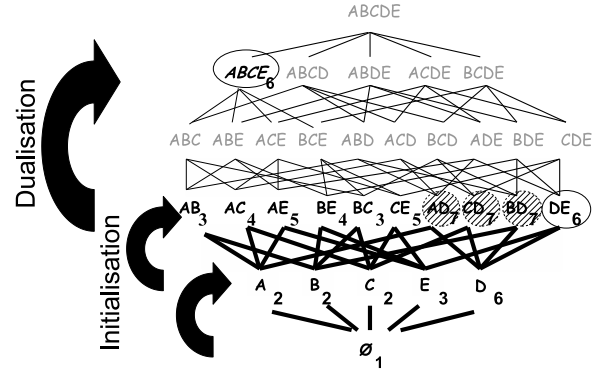 ABCDE
ABCE6 ABCD ABDE ACDE BCDE
ABC ABE ACE BCE ABD ACD BCD ADE BDE CDE
AB3 AC4 AE5 BE4 BC3 CE5 AD7 CD7 BD7 DE6
A2 B2 C2 E3 D6
Ø1
Dualisation
Initialisation